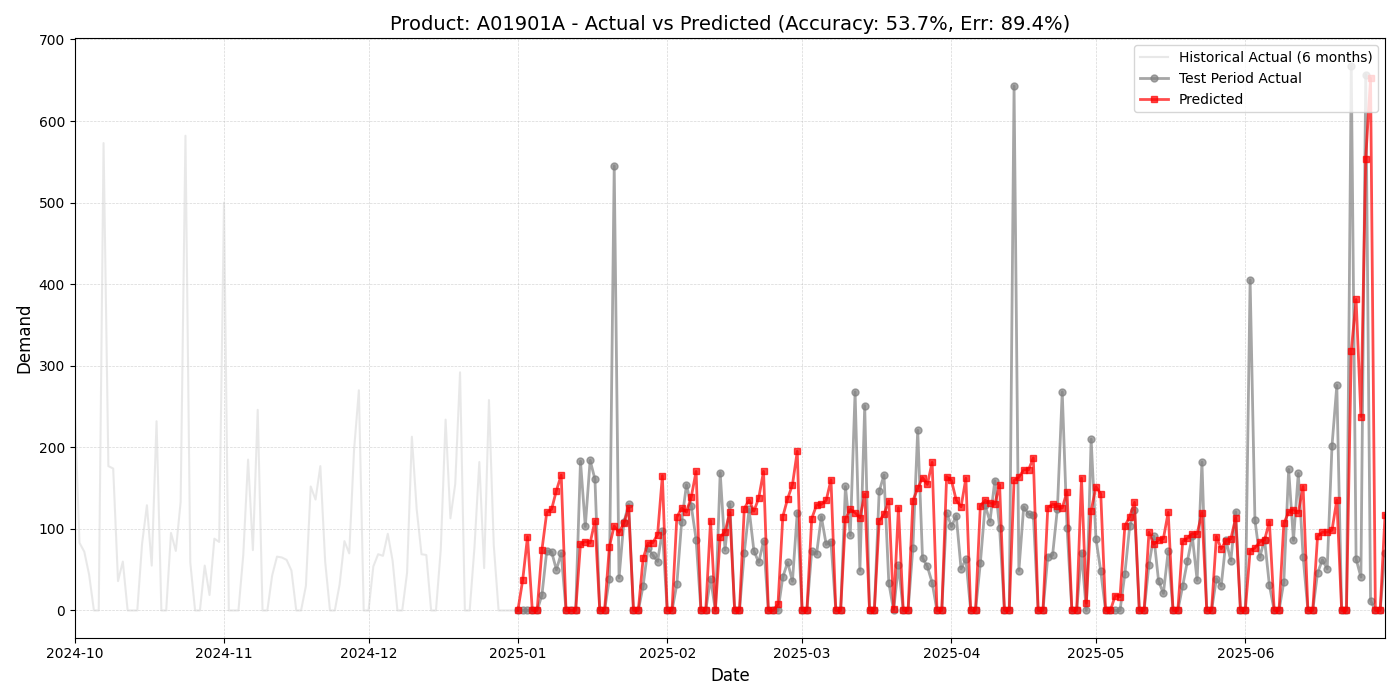 Product: A01901A - Actual vs Predicted (Accuracy: 53.7%, Err: 89.4%)
Historical Actual (6 months)
Test Period Actual
Predicted
Demand
700
600
500
400
300
200
100
0
2024-10
2024-11
2024-12
2025-01
2025-02
2025-03
2025-04
2025-05
2025-06
Date